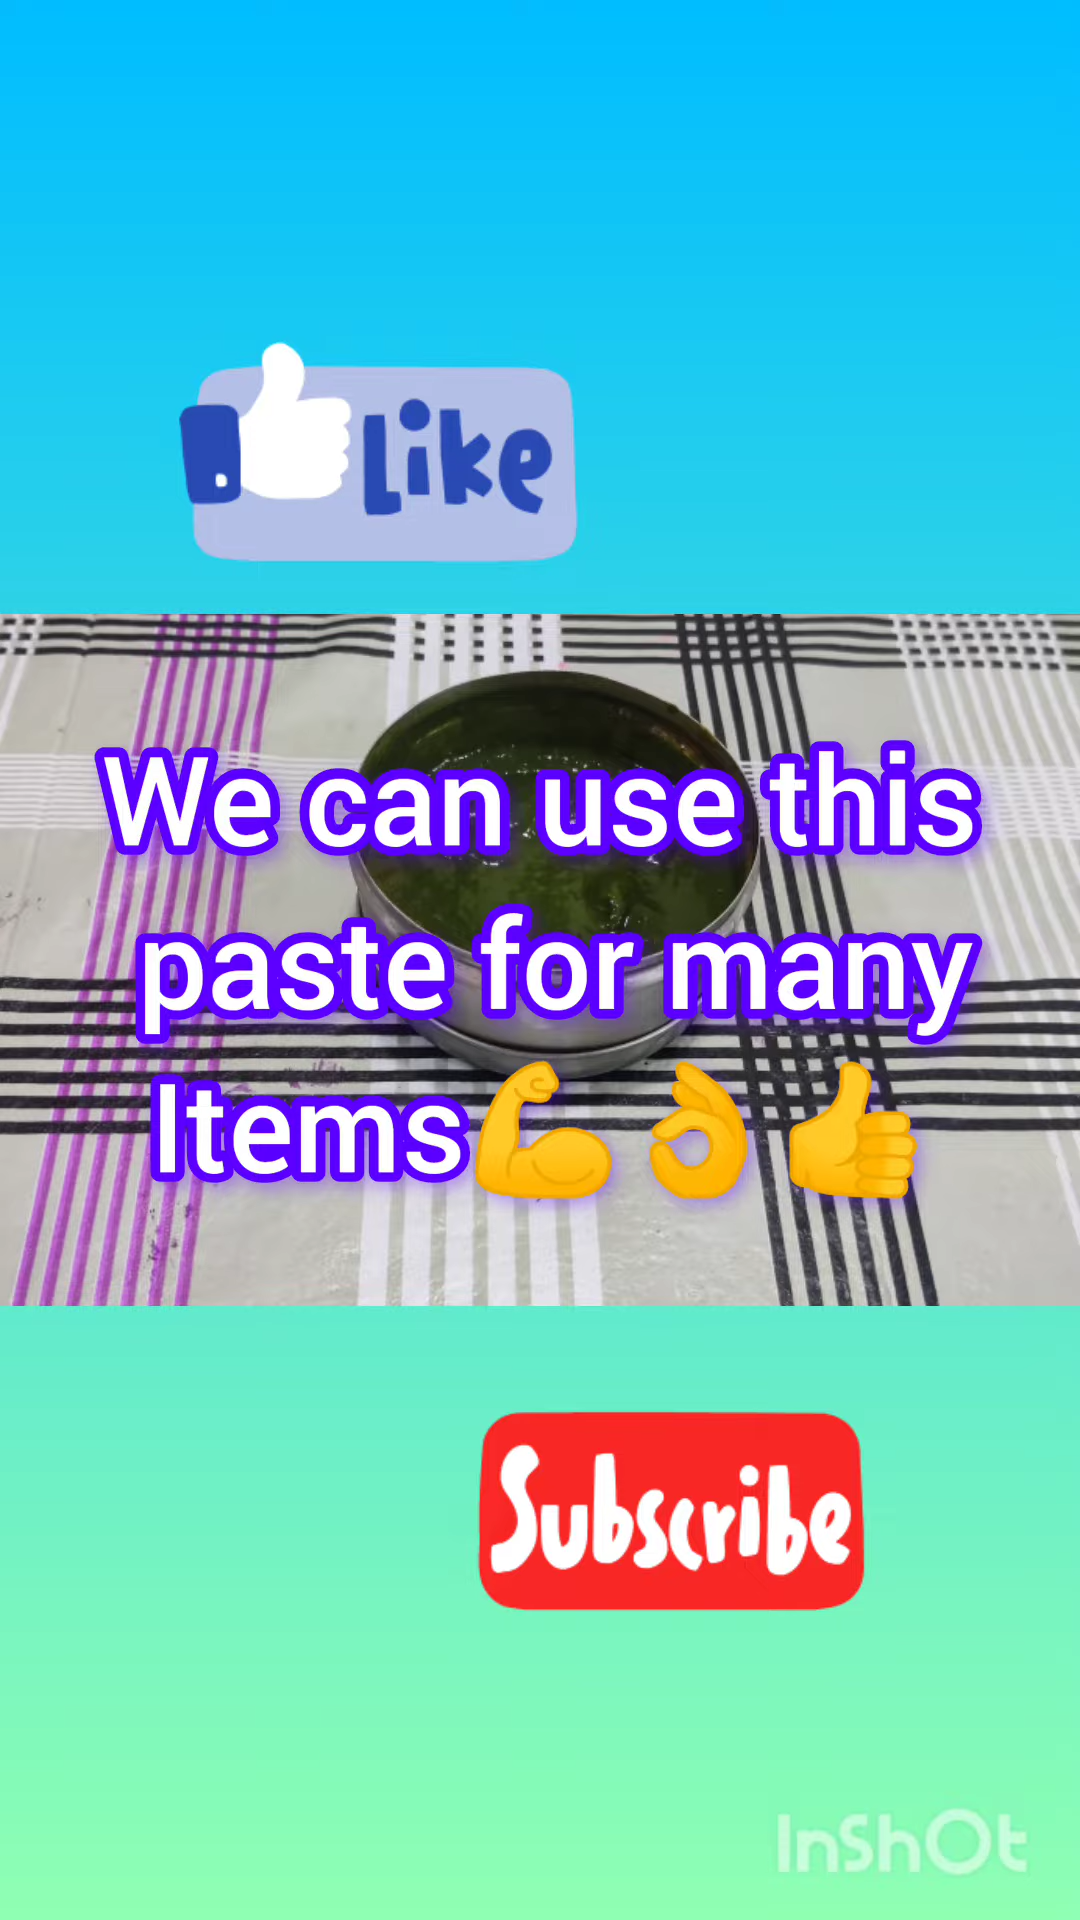 Like
We can use this
paste for many
Items💪👌👍
Subscribe
InShOt